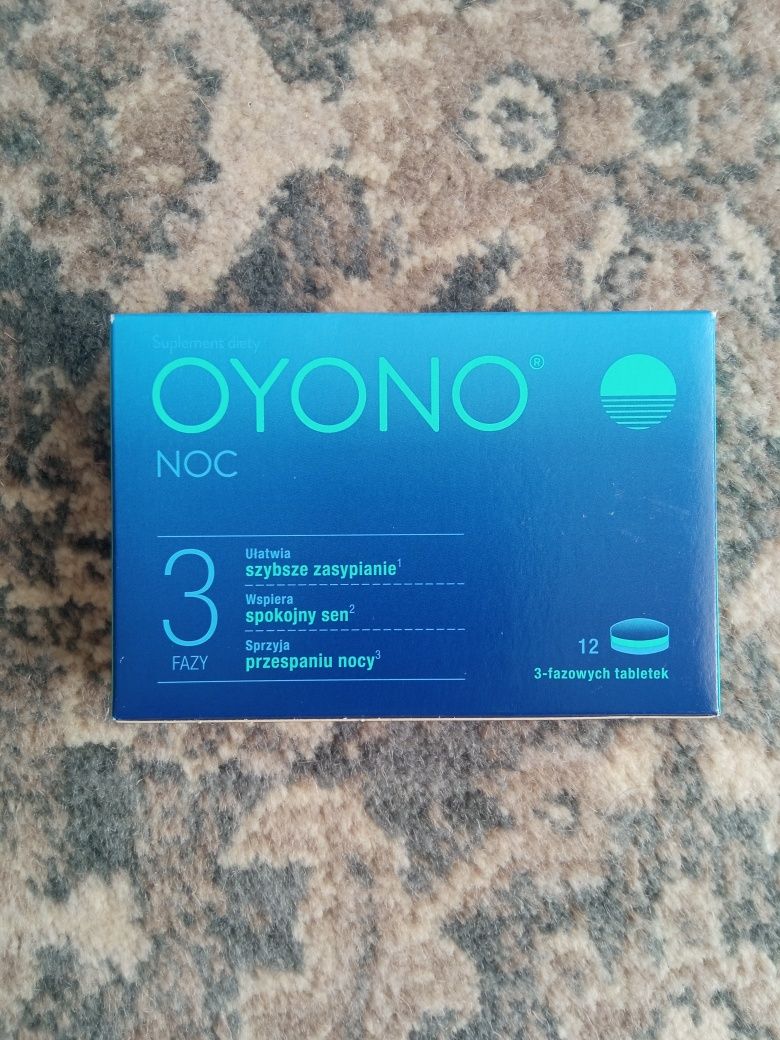 Suplement diety
OYONO®
NOC
3
FAZY
Ułatwia
szybsze zasypianie¹
Wspiera
spokojny sen²
Sprzyja
przespaniu nocy³
12
3-fazowych tabletek